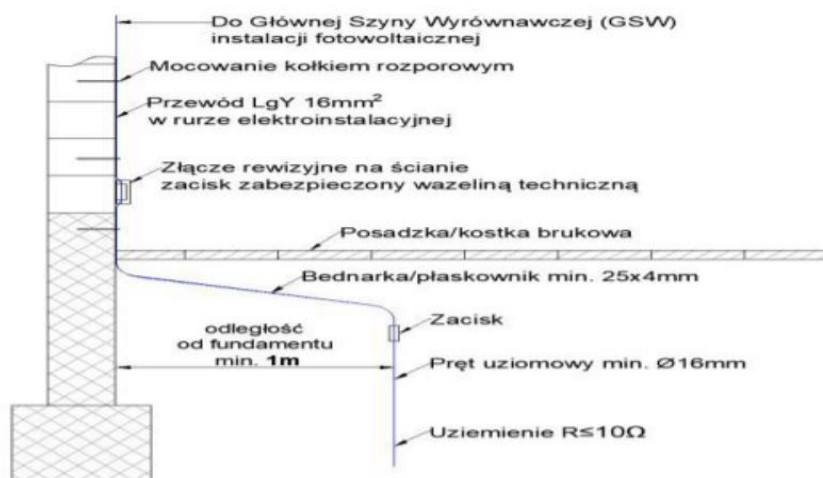 Do Głównej Szyny Wyrównawczej (GSW)
instalacji fotowoltaicznej
Mocowanie kołkiem rozporowym
Przewód LgY 16mm²
w rurze elektroinstalacyjnej
Złącze rewizyjne na ścianie
zacisk zabezpieczony wazeliną techniczną
Posadzka/kostka brukowa
Bednarka/płaskownik min. 25x4mm
Zacisk
odległość
od fundamentu
min. 1m
Pręt uziomowy min. Ø16mm
Uziemienie R≤10Ω